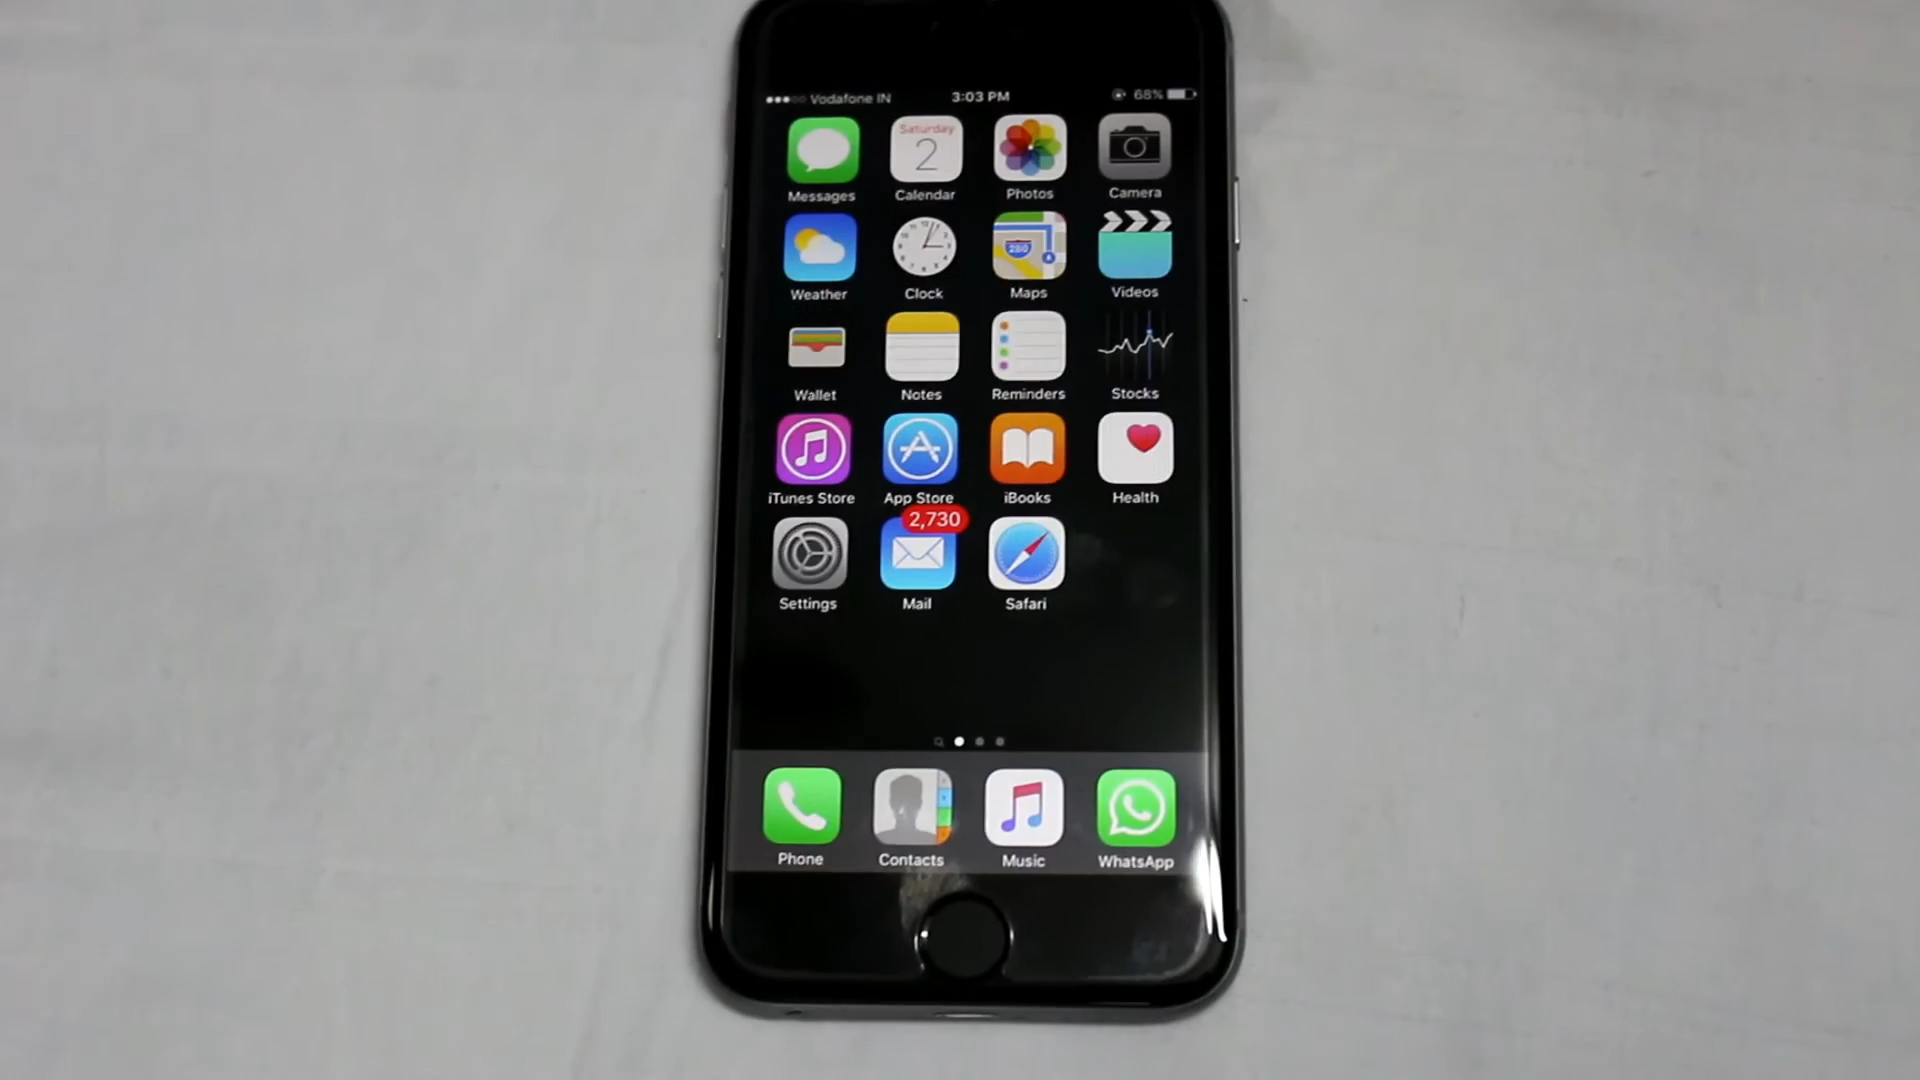 Vodafone IN 3:03 PM 68%
Saturday
2
280
Messages Calendar Photos Camera
Weather Clock Maps Videos
Wallet Notes Reminders Stocks
iTunes Store App Store iBooks Health
2,730
Settings Mail Safari
Phone Contacts Music WhatsApp